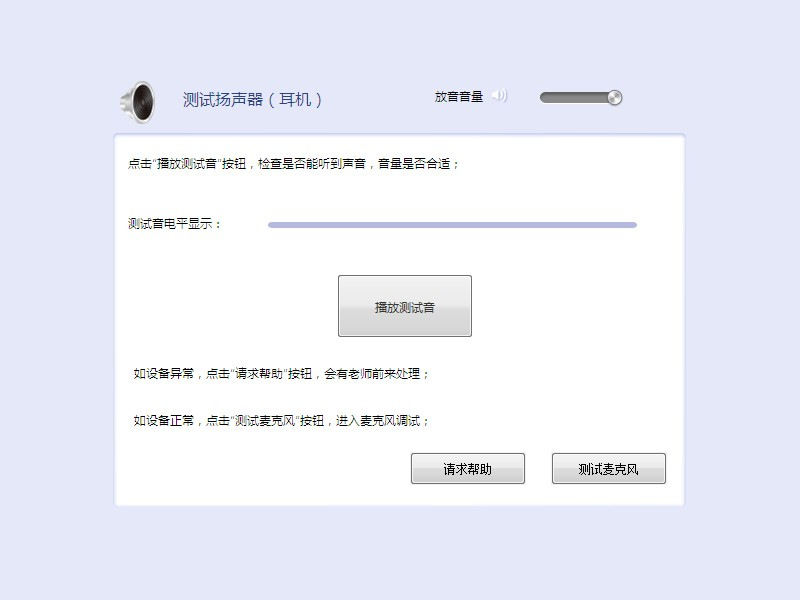 测试扬声器（耳机）
放音音量
点击"播放测试音"按钮，检查是否能听到声音，音量是否合适；
测试音电平显示：
播放测试音
如设备异常，点击"请求帮助"按钮，会有老师前来处理；
如设备正常，点击"测试麦克风"按钮，进入麦克风调试；
请求帮助
测试麦克风